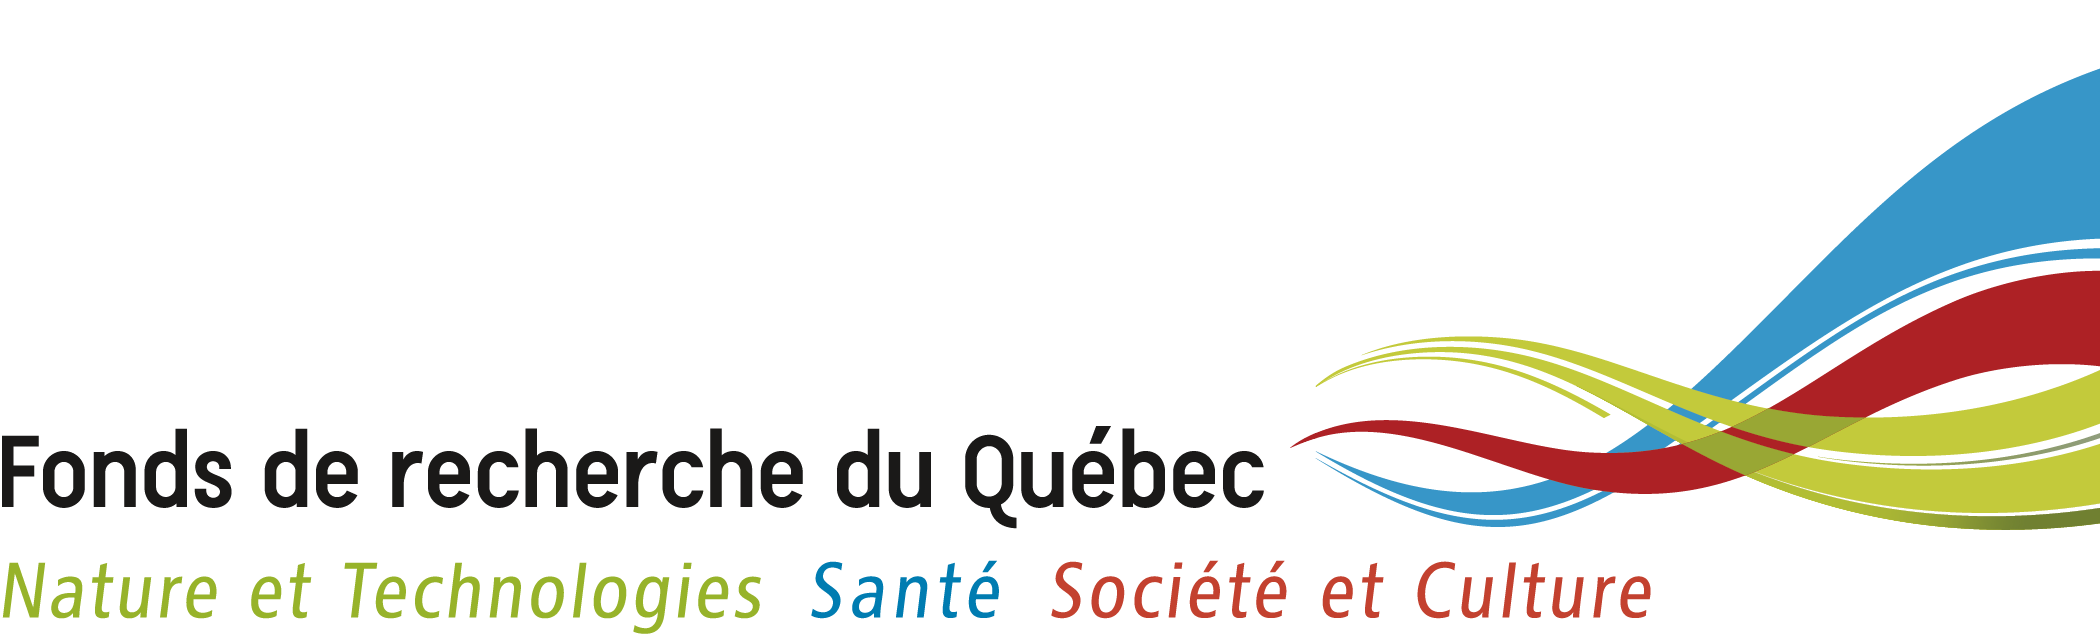 Fonds de recherche du Québec
Nature et Technologies Santé Société et Culture